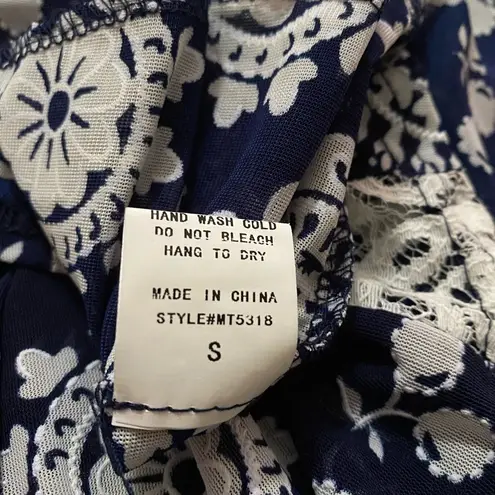 HAND WASH COLD
DO NOT BLEACH
HANG TO DRY
MADE IN CHINA
STYLE#MT5318
S